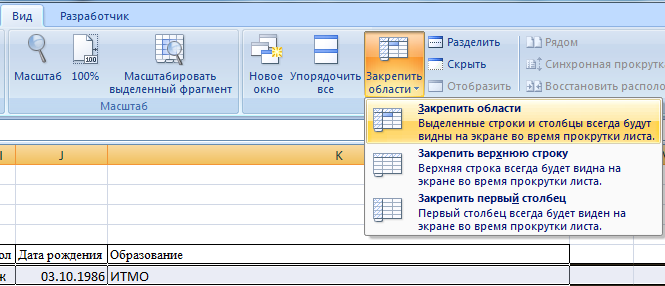 Вид Разработчик
Масштаб 100% Масштабировать выделенный фрагмент
Масштаб
Новое окно Упорядочить все Закрепить области
Разделить
Скрыть
Отобразить
Рядом
Синхронная прокрутк
Восстановить располо
Закрепить области
Выделенные строки и столбцы всегда будут
видны на экране во время прокрутки листа.
Закрепить верхнюю строку
Верхняя строка всегда будет видна на
экране во время прокрутки листа.
Закрепить первый столбец
Первый столбец всегда будет виден на
экране во время прокрутки листа.
J K
ол Дата рождения Образование
ж 03.10.1986 ИТМО